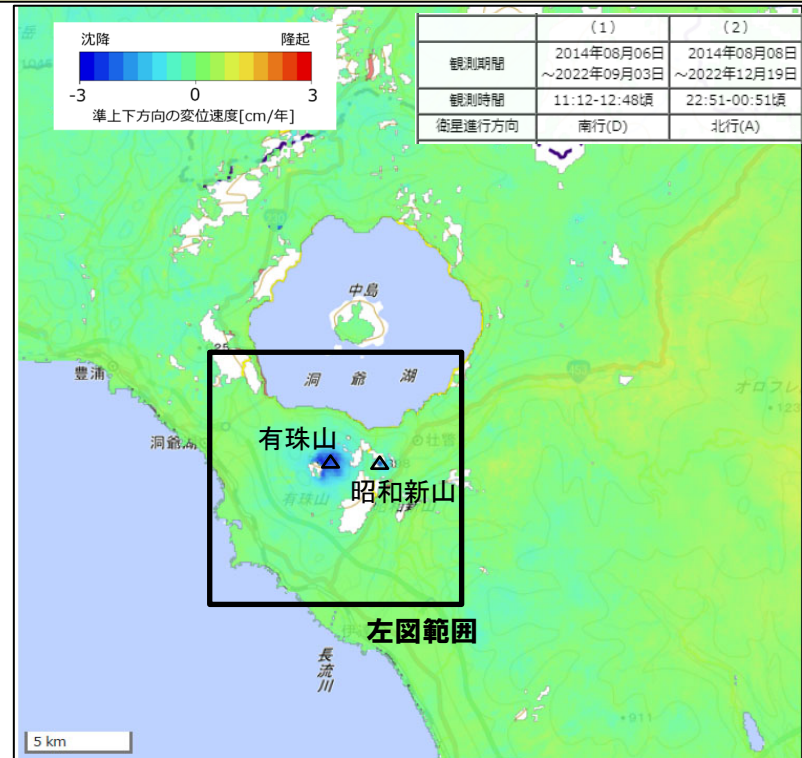 沈降 隆起
-3 0 3
準上下方向の変位速度[cm/年]
(1) (2)
観測期間 2014年08月06日 2014年08月08日
~2022年09月03日 ~2022年12月19日
観測時間 11:12-12:48頃 22:51-00:51頃
衛星進行方向 南行(D) 北行(A)
中島
洞爺湖
豊浦
オロフレ
有珠山
壮瞥
昭和新山
有珠山
左図範囲
長流川
911
5 km